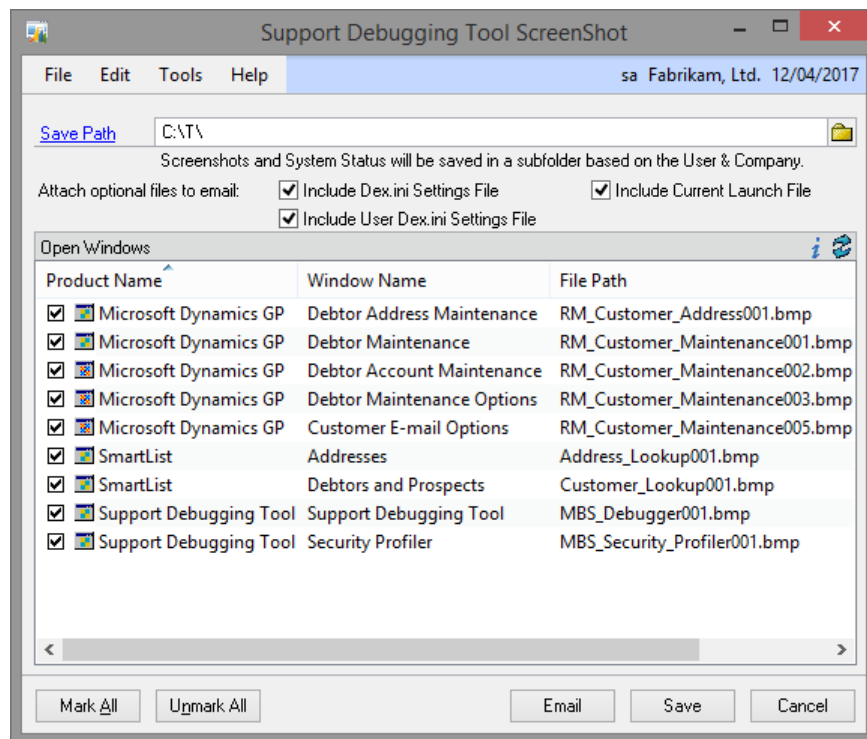 Support Debugging Tool ScreenShot
File Edit Tools Help sa Fabrikam, Ltd. 12/04/2017
Save Path C:\T\
Screenshots and System Status will be saved in a subfolder based on the User & Company.
Attach optional files to email: Include Dex.ini Settings File Include Current Launch File
Include User Dex.ini Settings File
Open Windows
Product Name Window Name File Path
Microsoft Dynamics GP Debtor Address Maintenance RM_Customer_Address001.bmp
Microsoft Dynamics GP Debtor Maintenance RM_Customer_Maintenance001.bmp
Microsoft Dynamics GP Debtor Account Maintenance RM_Customer_Maintenance002.bmp
Microsoft Dynamics GP Debtor Maintenance Options RM_Customer_Maintenance003.bmp
Microsoft Dynamics GP Customer E-mail Options RM_Customer_Maintenance005.bmp
SmartList Addresses Address_Lookup001.bmp
SmartList Debtors and Prospects Customer_Lookup001.bmp
Support Debugging Tool Support Debugging Tool MBS_Debugger001.bmp
Support Debugging Tool Security Profiler MBS_Security_Profiler001.bmp
Mark All Unmark All Email Save Cancel